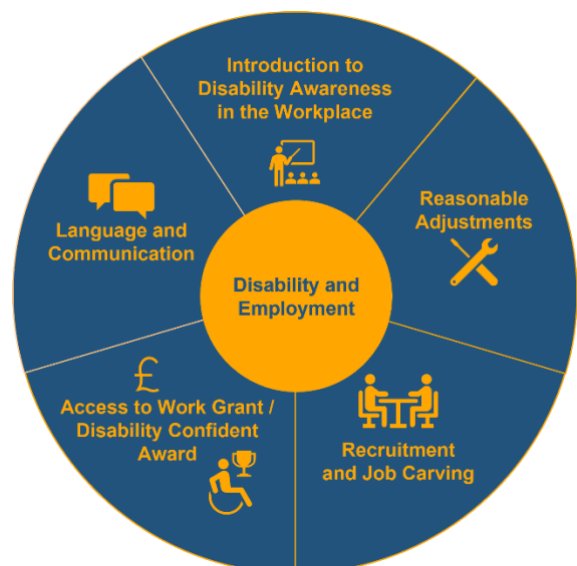 Introduction to
Disability Awareness
in the Workplace
Reasonable
Adjustments
Recruitment
and Job Carving
£
Access to Work Grant /
Disability Confident
Award
Language and
Communication
Disability and
Employment